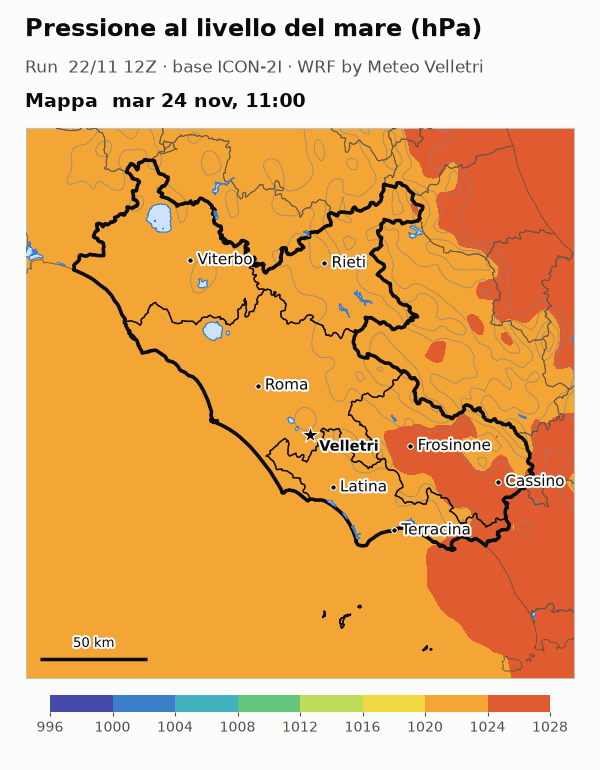 Pressione al livello del mare (hPa)
Run  22/11 12Z · base ICON-2I · WRF by Meteo Velletri
Mappa  mar 24 nov, 11:00
Viterbo
Rieti
Roma
Velletri
Frosinone
Cassino
Latina
Terracina
50 km
996 1000 1004 1008 1012 1016 1020 1024 1028